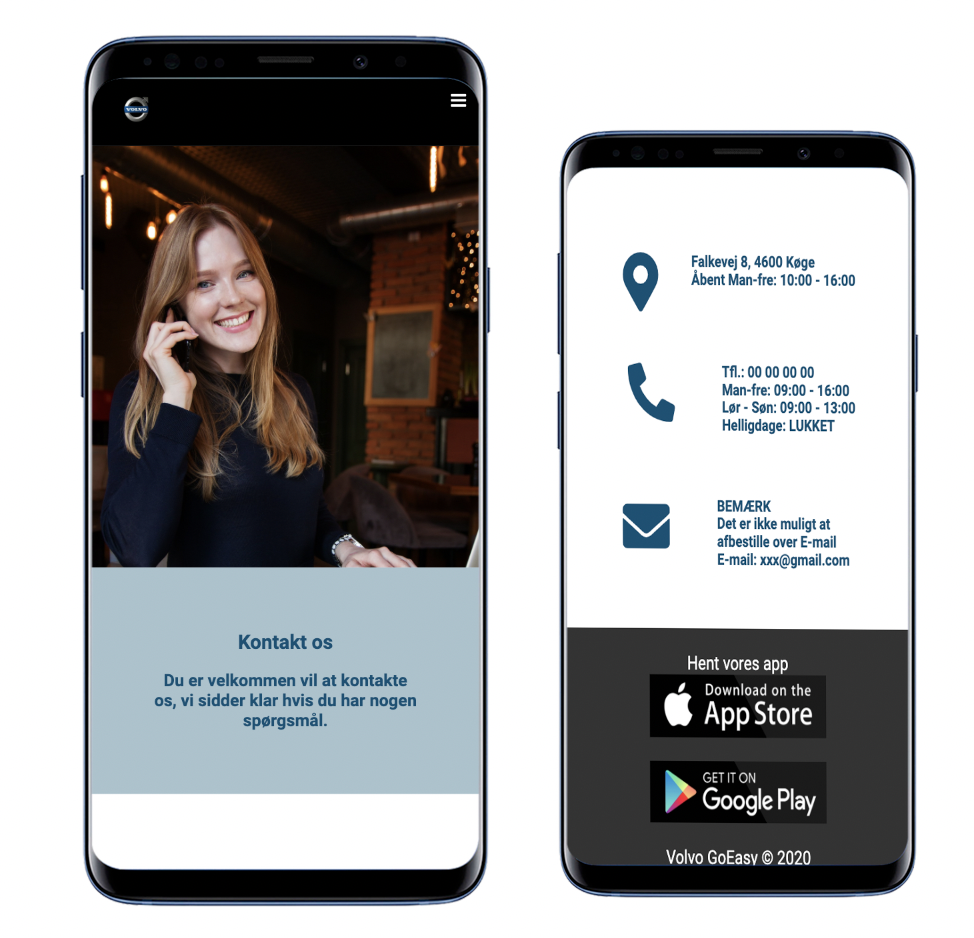 VOLVO
Kontakt os
Du er velkommen vil at kontakte
os, vi sidder klar hvis du har nogen
spørgsmål.
Falkevej 8, 4600 Køge
Åbent Man-fre: 10:00 - 16:00
Tfl.: 00 00 00 00
Man-fre: 09:00 - 16:00
Lør - Søn: 09:00 - 13:00
Helligdage: LUKKET
BEMÆRK
Det er ikke muligt at
afbestille over E-mail
E-mail: xxx@gmail.com
Hent vores app
Download on the
App Store
GET IT ON
Google Play
Volvo GoEasy © 2020